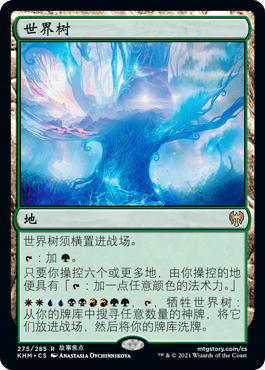 世界树
地
世界树须横置进战场。
:加。
只要你操控六个或更多地,由你操控的地
便具有「:加一点任意颜色的法术力。」
,,牺牲世界树:
从你的牌库中搜寻任意数量的神牌,将它
们放进战场,然后将你的牌库洗牌。
275/285 R 故事焦点
KHM • CS Anastasia Ovchinnikova
mtgstory.com/cs
™ & © 2021 Wizards of the Coast